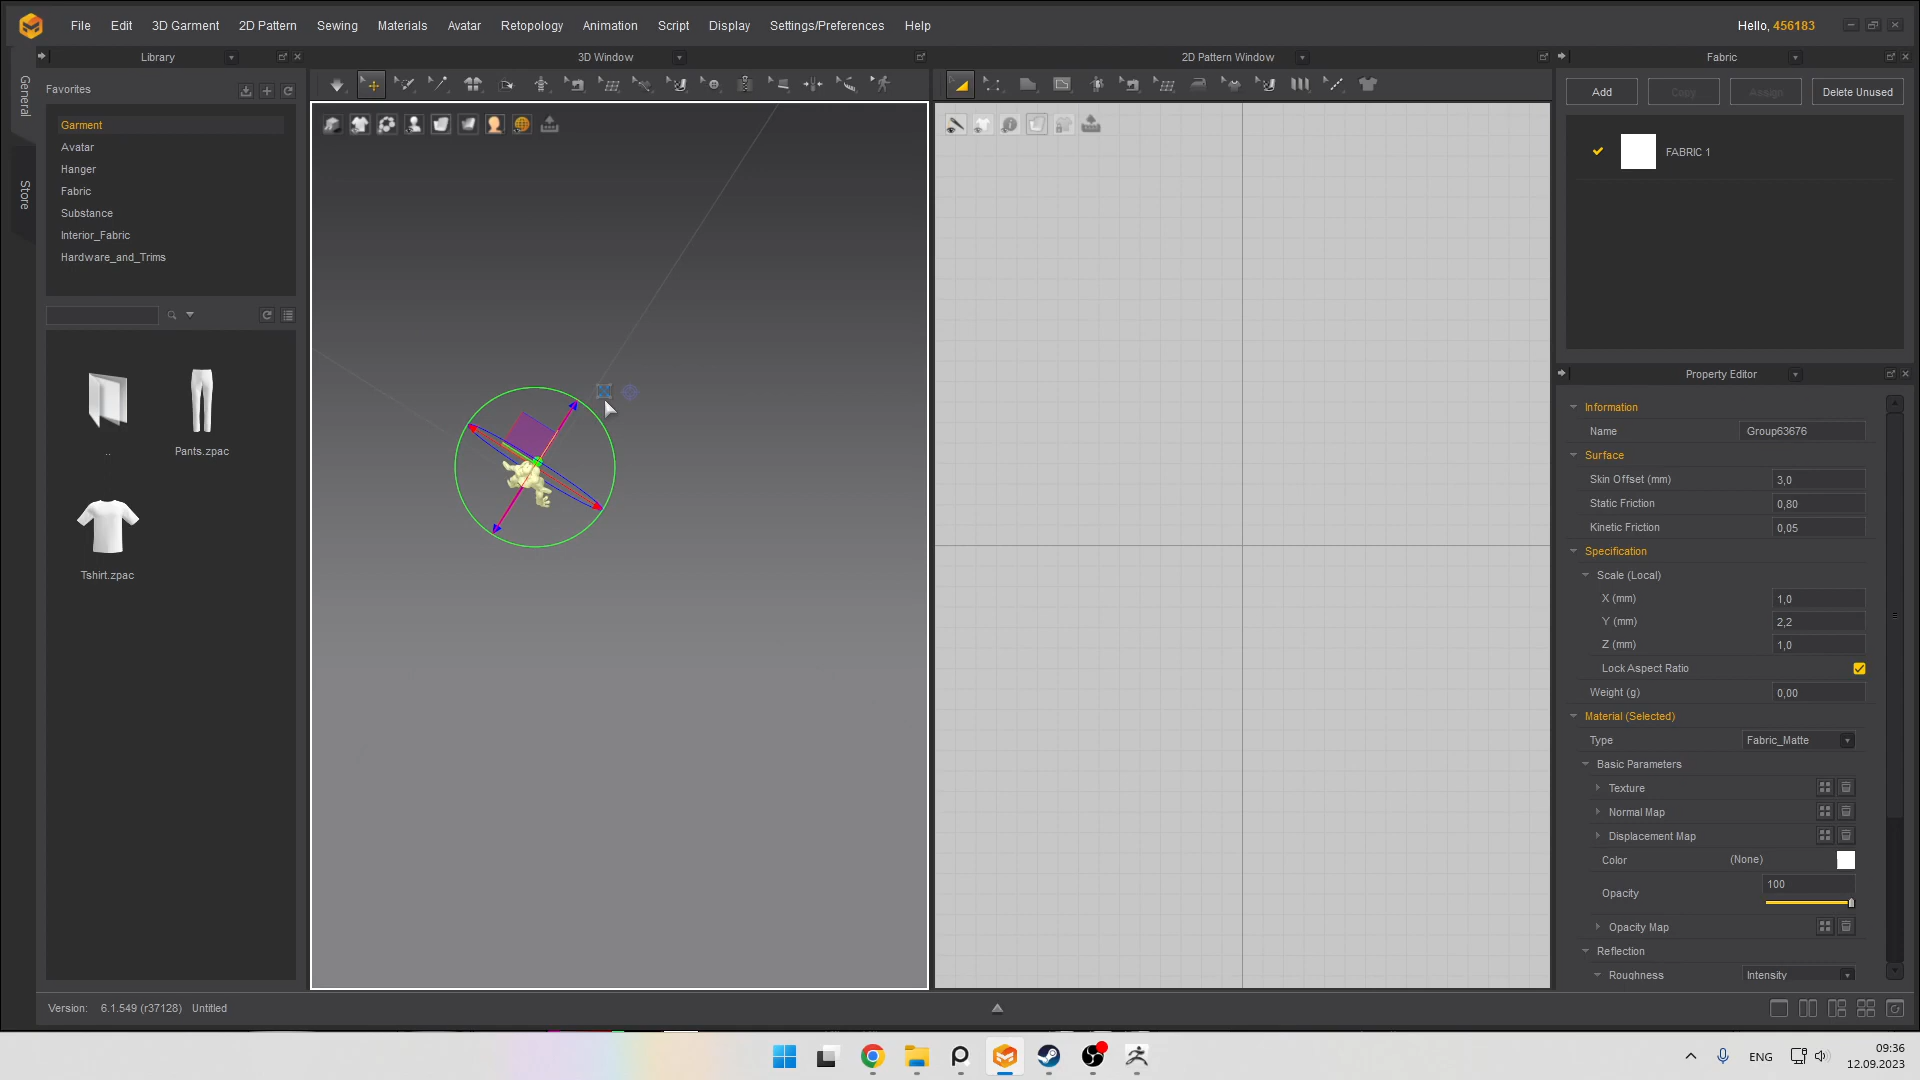 File Edit 3D Garment 2D Pattern Sewing Materials Avatar Retopology Animation Script Display Settings/Preferences Help Hello, 456183
Library 3D Window 2D Pattern Window Fabric
General
Store
Favorites
Garment
Avatar
Hanger
Fabric
Substance
Interior_Fabric
Hardware_and_Trims
..
Pants.zpac
Tshirt.zpac
Add Copy Assign Delete Unused
FABRIC 1
Property Editor
Information
Name Group63676
Surface
Skin Offset (mm) 3,0
Static Friction 0,80
Kinetic Friction 0,05
Specification
Scale (Local)
X (mm) 1,0
Y (mm) 2,2
Z (mm) 1,0
Lock Aspect Ratio
Weight (g) 0,00
Material (Selected)
Type Fabric_Matte
Basic Parameters
Texture
Normal Map
Displacement Map
Color (None)
Opacity 100
Opacity Map
Reflection
Roughness Intensity
Version: 6.1.549 (r37128) Untitled
ENG
09:36
12.09.2023